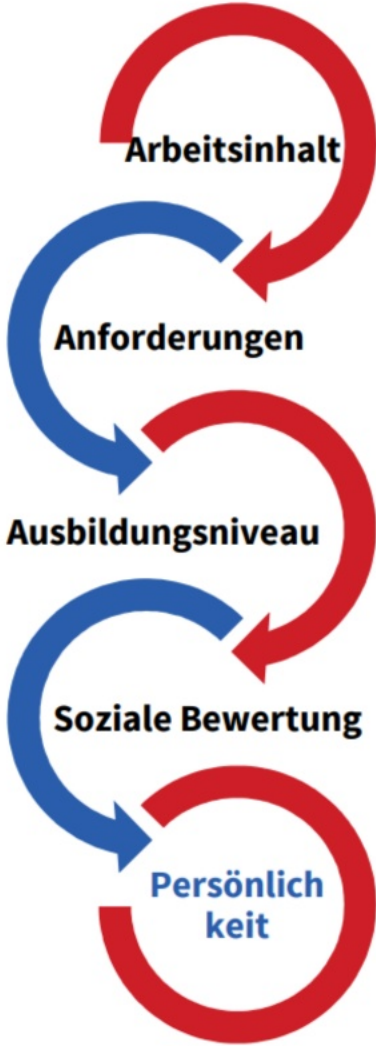 Arbeitsinhalt
Anforderungen
Ausbildungsniveau
Soziale Bewertung
Persönlich
keit